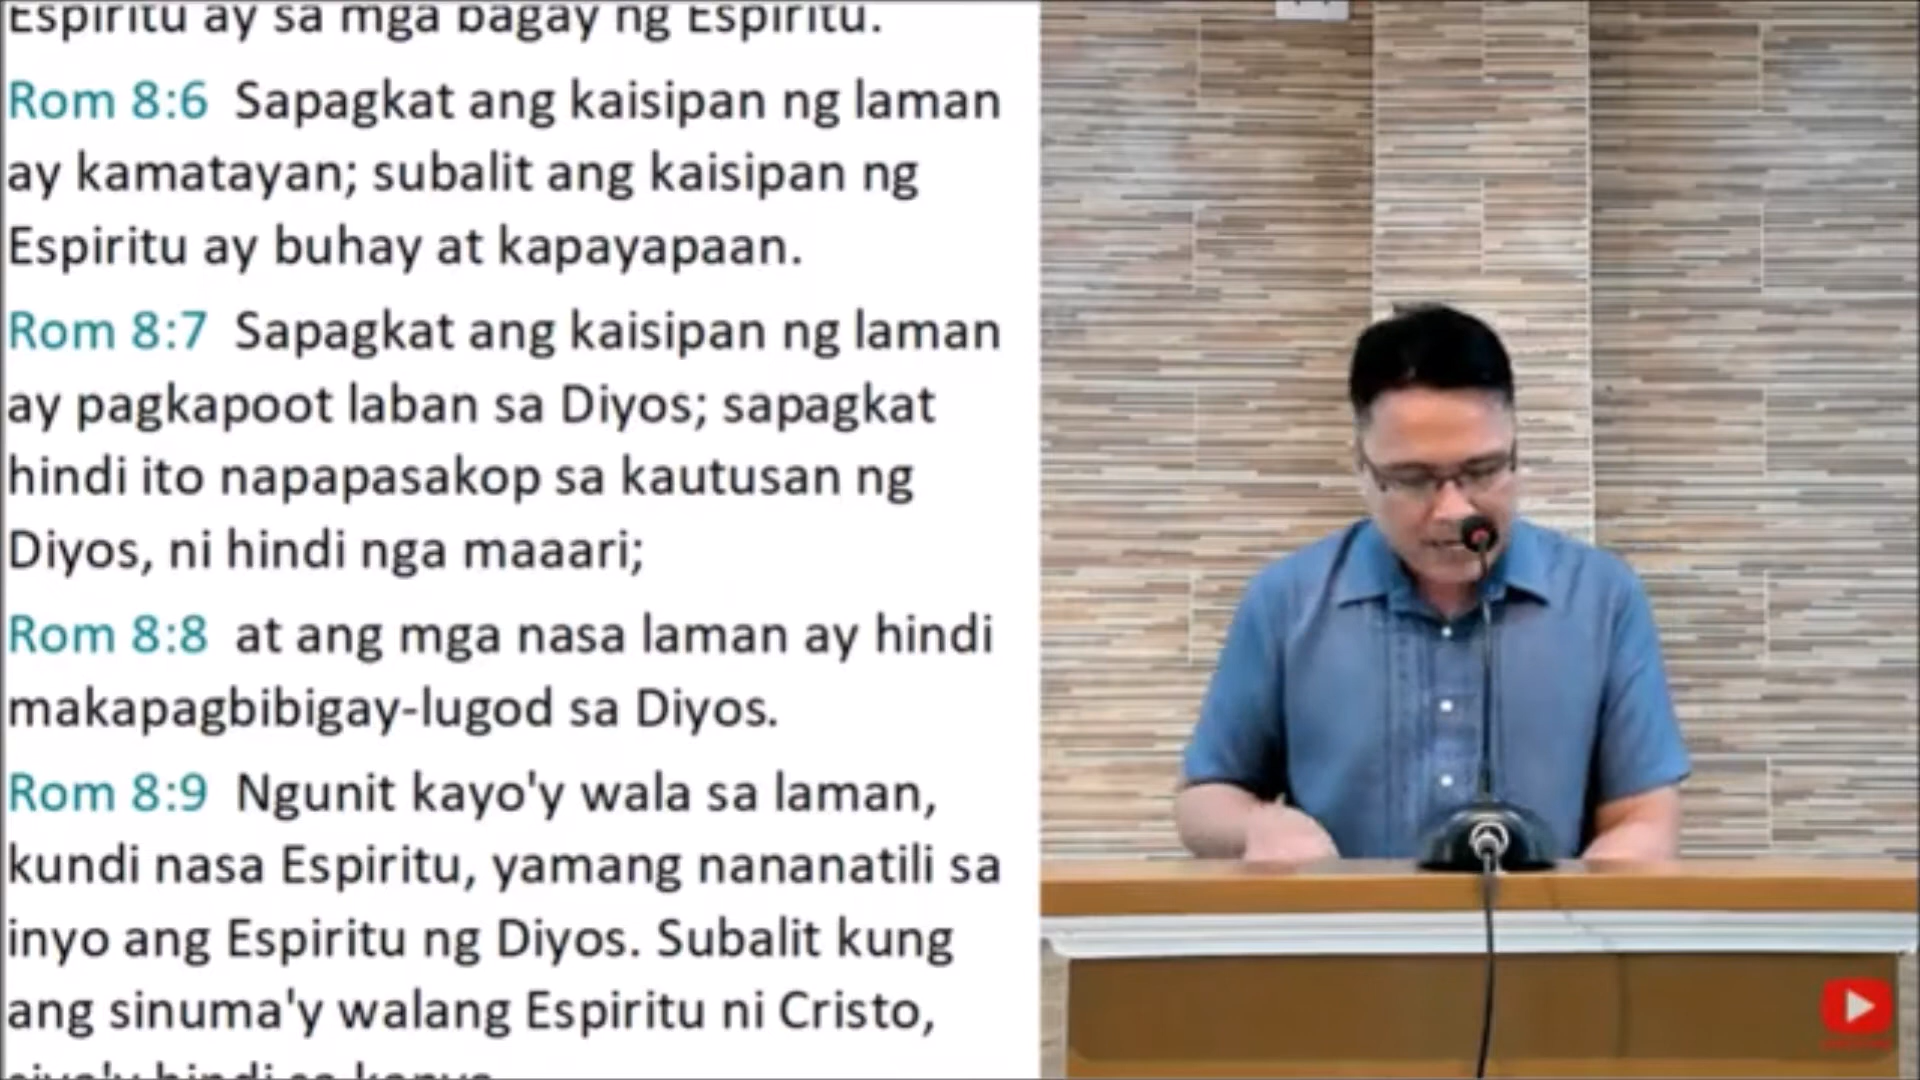 Espiritu ay sa mga bagay ng Espiritu.
Rom 8:6 Sapagkat ang kaisipan ng laman
ay kamatayan; subalit ang kaisipan ng
Espiritu ay buhay at kapayapaan.
Rom 8:7 Sapagkat ang kaisipan ng laman
ay pagkapoot laban sa Diyos; sapagkat
hindi ito napapasakop sa kautusan ng
Diyos, ni hindi nga maaari;
Rom 8:8 at ang mga nasa laman ay hindi
makapagbibigay-lugod sa Diyos.
Rom 8:9 Ngunit kayo'y wala sa laman,
kundi nasa Espiritu, yamang nananatili sa
inyo ang Espiritu ng Diyos. Subalit kung
ang sinuma'y walang Espiritu ni Cristo,
siya'y hindi sa kanya.